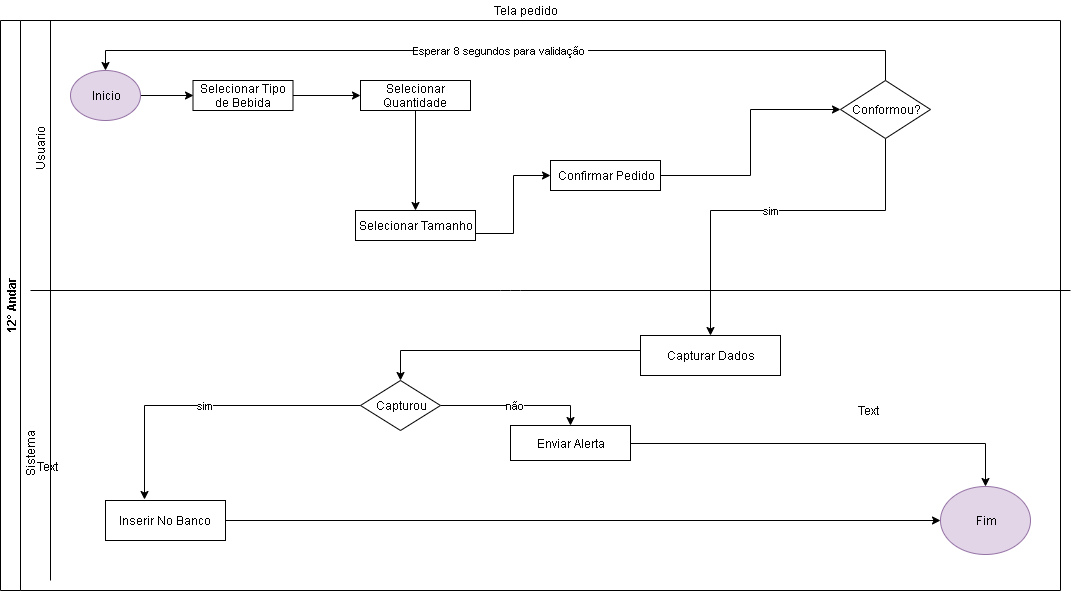 Tela pedido
Esperar 8 segundos para validação
Inicio
Selecionar Tipo
de Bebida
Selecionar
Quantidade
Conformou?
Usuario
Confirmar Pedido
Selecionar Tamanho
sim
12° Andar
Capturar Dados
Capturou
sim
não
Text
Enviar Alerta
Sistema
Text
Inserir No Banco
Fim